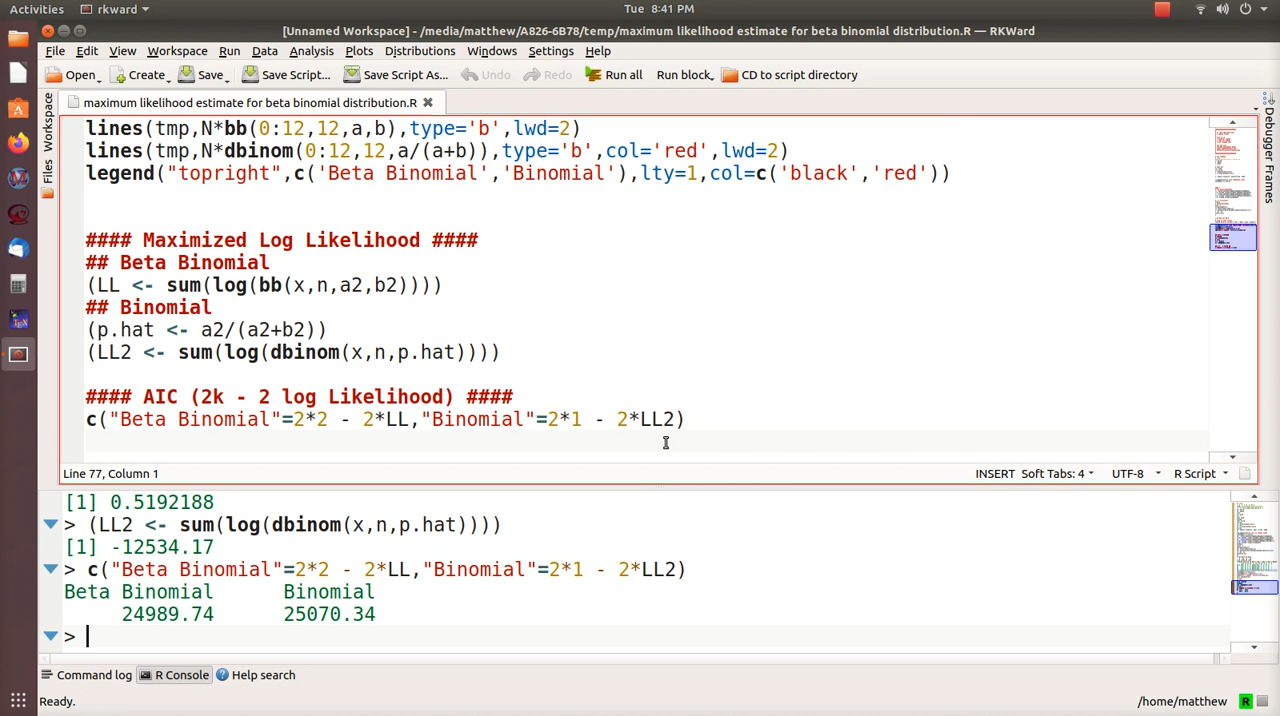 Activities rkward Tue 8:41 PM
[Unnamed Workspace] - /media/matthew/A826-6B78/temp/maximum likelihood estimate for beta binomial distribution.R — RKWard
File Edit View Workspace Run Data Analysis Plots Distributions Windows Settings Help
Open Create Save Save Script... Save Script As... Undo Redo Run all Run block CD to script directory
maximum likelihood estimate for beta binomial distribution.R
Workspace
Files
Debugger Frames
lines(tmp,N*bb(0:12,12,a,b),type='b',lwd=2)
lines(tmp,N*dbinom(0:12,12,a/(a+b)),type='b',col='red',lwd=2)
legend("topright",c('Beta Binomial','Binomial'),lty=1,col=c('black','red'))
#### Maximized Log Likelihood ####
## Beta Binomial
(LL <- sum(log(bb(x,n,a2,b2))))
## Binomial
(p.hat <- a2/(a2+b2))
(LL2 <- sum(log(dbinom(x,n,p.hat))))
#### AIC (2k - 2 log Likelihood) ####
c("Beta Binomial"=2*2 - 2*LL,"Binomial"=2*1 - 2*LL2)
Line 77, Column 1 INSERT Soft Tabs: 4 UTF-8 R Script
[1] 0.5192188
> (LL2 <- sum(log(dbinom(x,n,p.hat))))
[1] -12534.17
> c("Beta Binomial"=2*2 - 2*LL,"Binomial"=2*1 - 2*LL2)
Beta Binomial Binomial
24989.74 25070.34
>
Command log R Console Help search
Ready. /home/matthew R